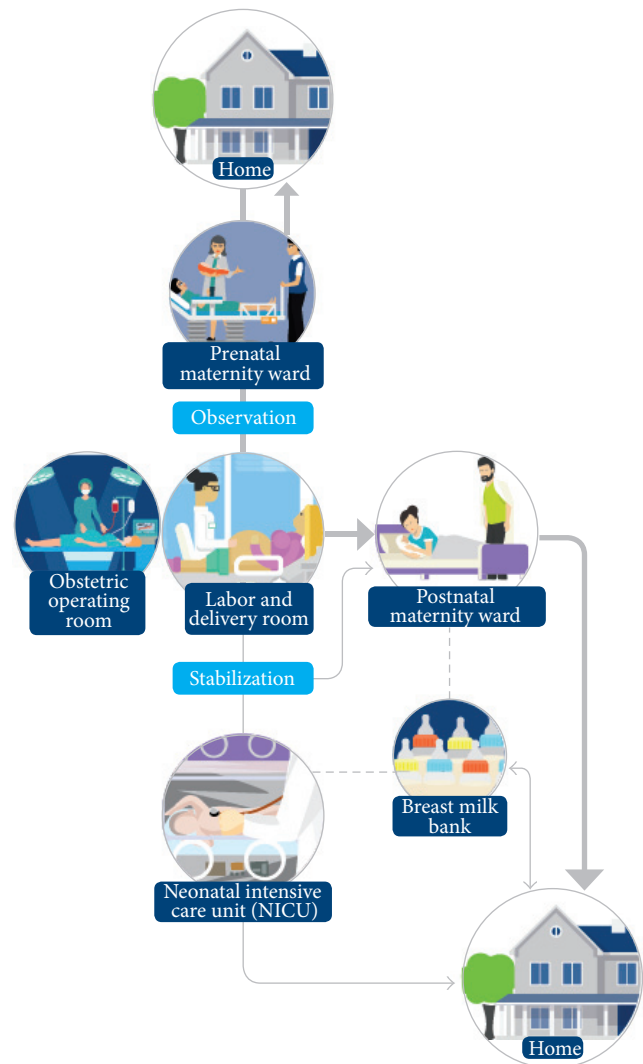 Home
Prenatal
maternity ward
Observation
Obstetric
operating
room
Labor and
delivery room
Postnatal
maternity ward
Stabilization
Breast milk
bank
Neonatal intensive
care unit (NICU)
Home